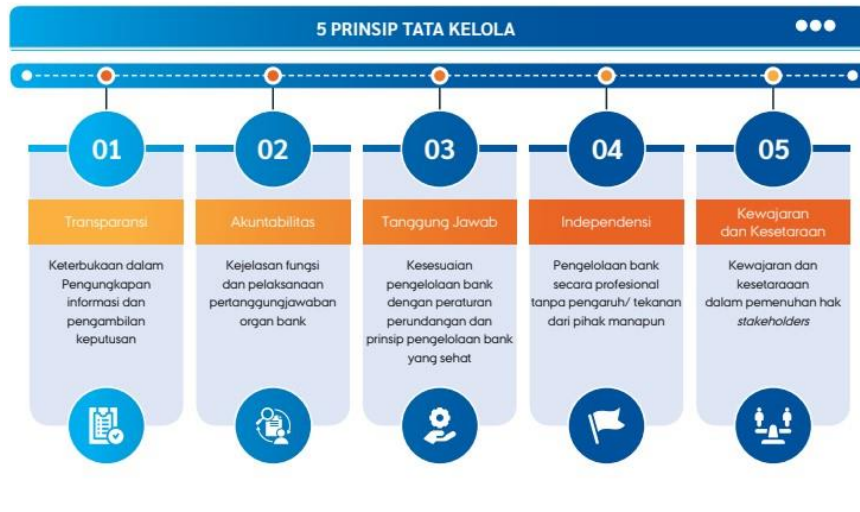 5 PRINSIP TATA KELOLA
01
Transparansi
Keterbukaan dalam
Pengungkapan
informasi dan
pengambilan
keputusan
02
Akuntabilitas
Kejelasan fungsi
dan pelaksanaan
pertanggungjawaban
organ bank
03
Tanggung Jawab
Kesesuaian
pengelolaan bank
dengan peraturan
perundangan dan
prinsip pengelolaan bank
yang sehat
04
Independensi
Pengelolaan bank
secara profesional
tanpa pengaruh/ tekanan
dari pihak manapun
05
Kewajaran
dan Kesetaraan
Kewajaran dan
kesetaraaan
dalam pemenuhan hak
stakeholders